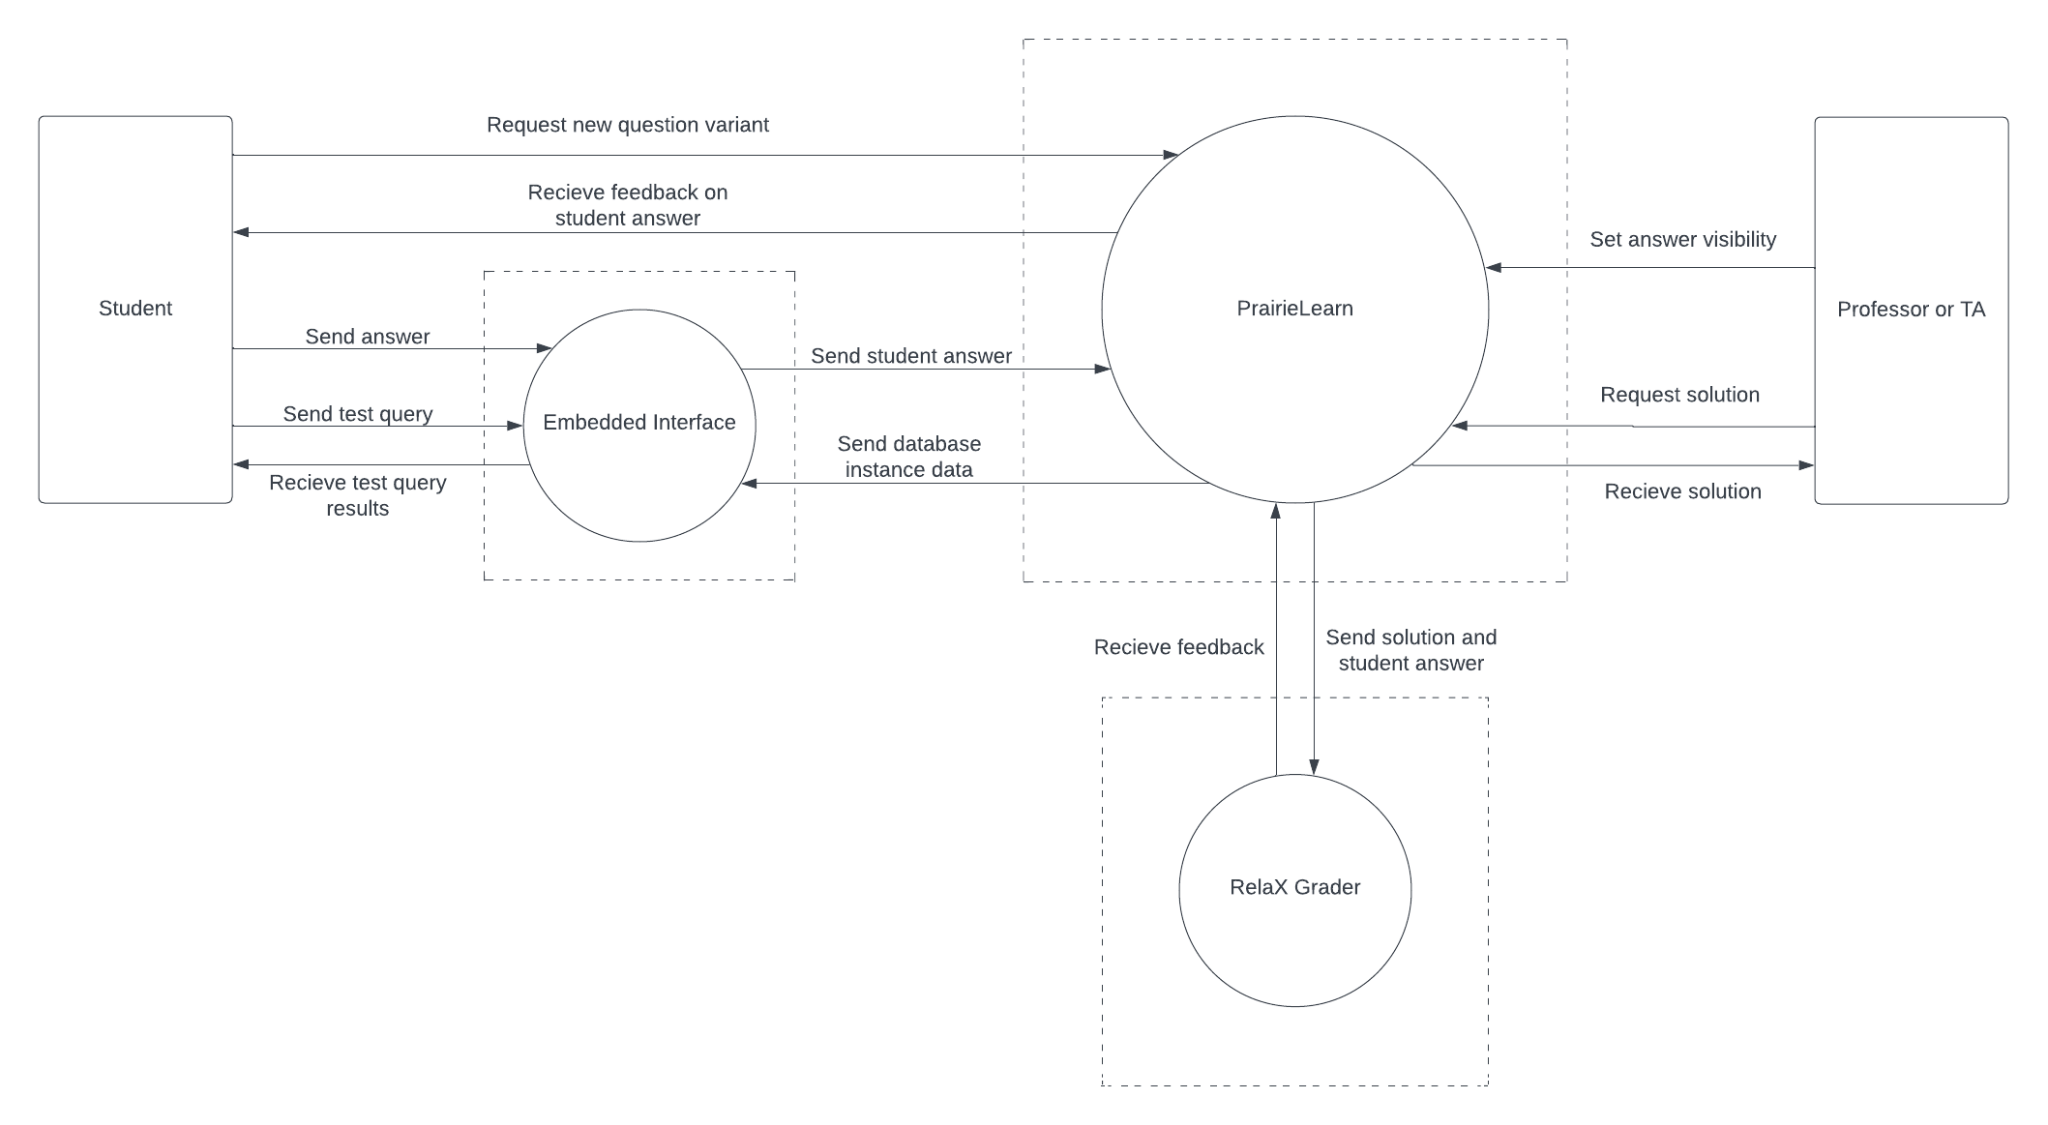 Request new question variant
Recieve feedback on
student answer
Set answer visibility
Student
PrairieLearn
Professor or TA
Send answer
Send student answer
Request solution
Send test query
Embedded Interface
Send database
instance data
Recieve test query
results
Recieve solution
Recieve feedback
Send solution and
student answer
RelaX Grader